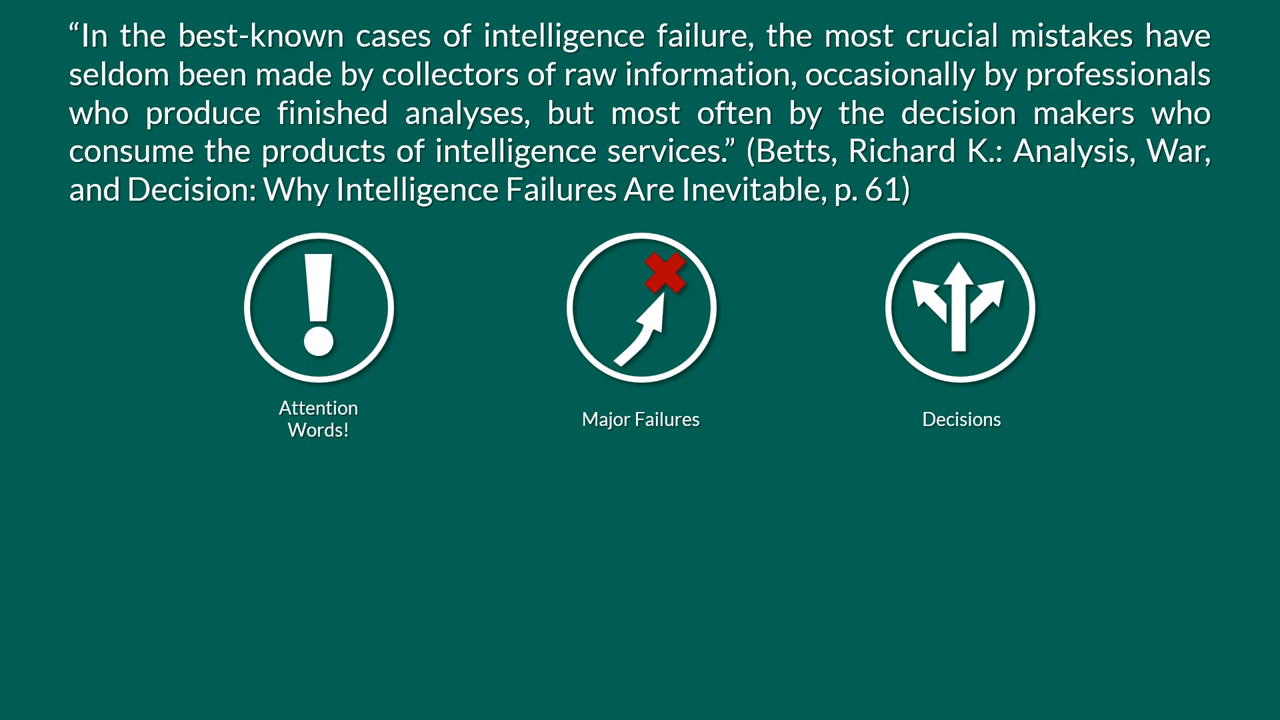 “In the best-known cases of intelligence failure, the most crucial mistakes have
seldom been made by collectors of raw information, occasionally by professionals
who produce finished analyses, but most often by the decision makers who
consume the products of intelligence services.” (Betts, Richard K.: Analysis, War,
and Decision: Why Intelligence Failures Are Inevitable, p. 61)
Attention
Words!
Major Failures
Decisions